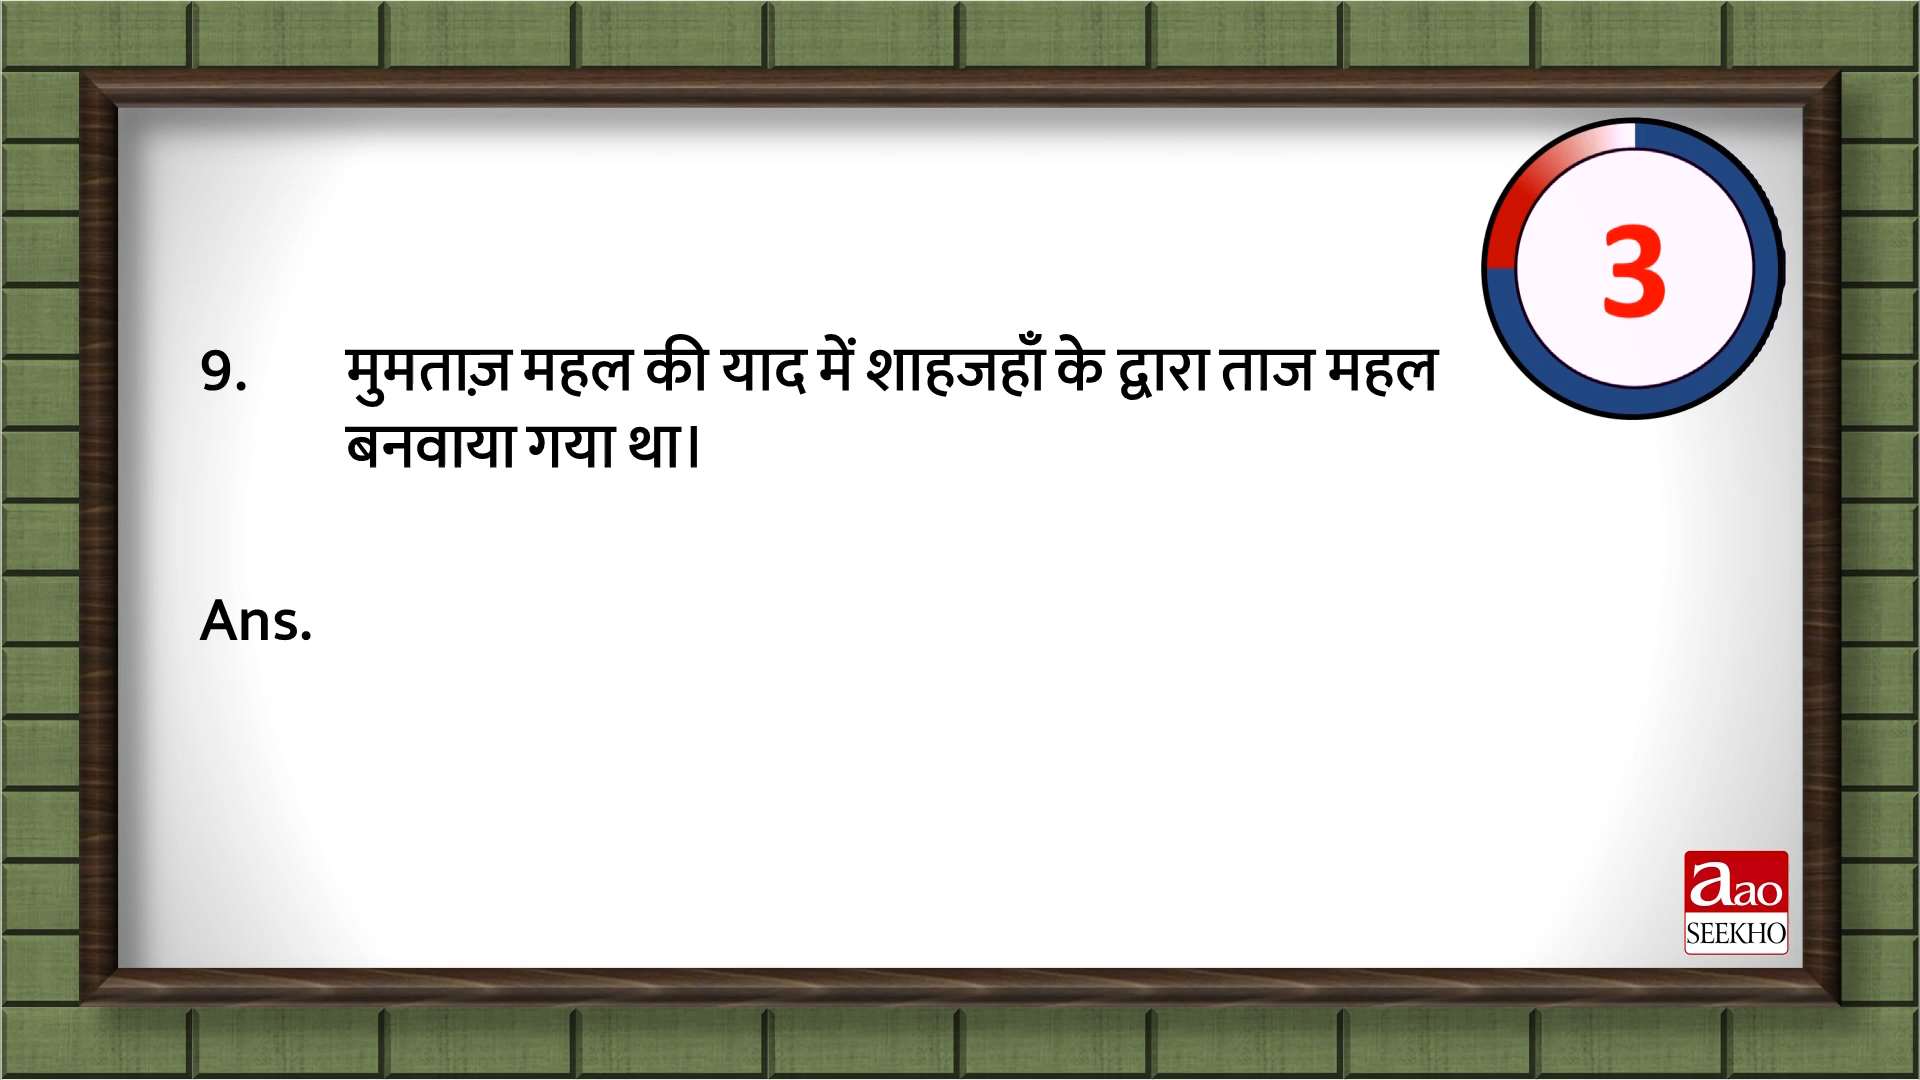 3
9. मुमताज़ महल की याद में शाहजहाँ के द्वारा ताज महल
बनवाया गया था।
Ans.
aao
SEEKHO